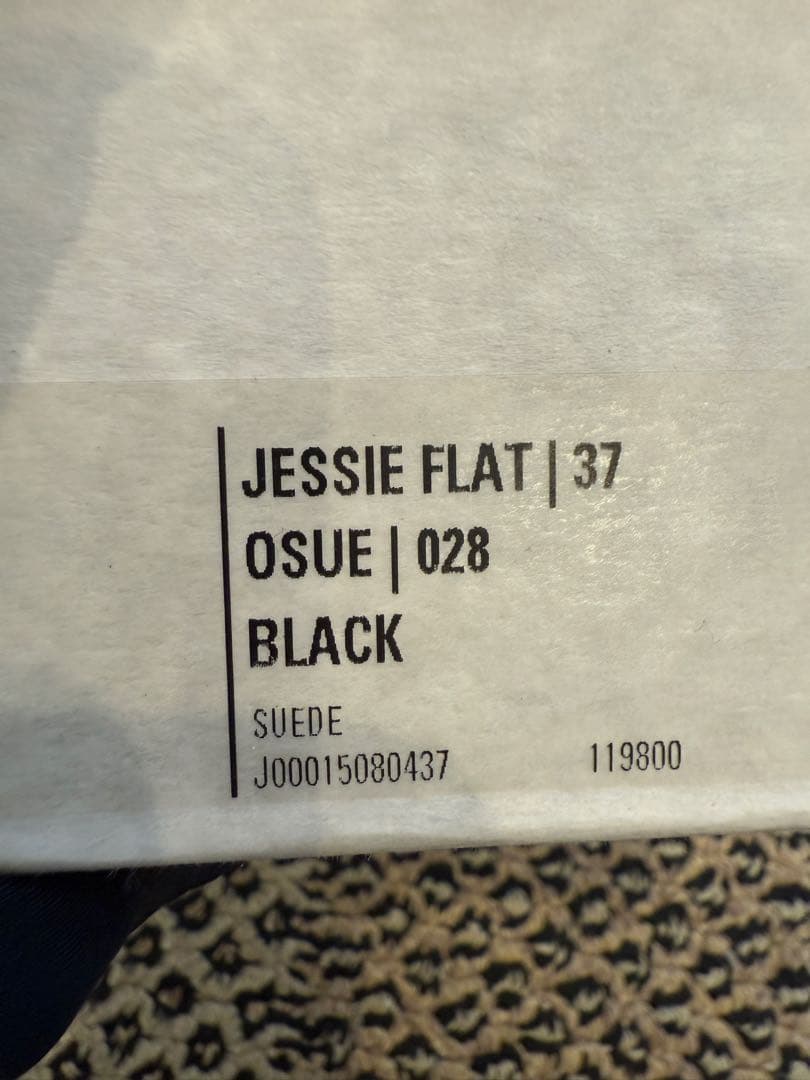 JESSIE FLAT | 37
OSUE | 028
BLACK
SUEDE
J00015080437 119800